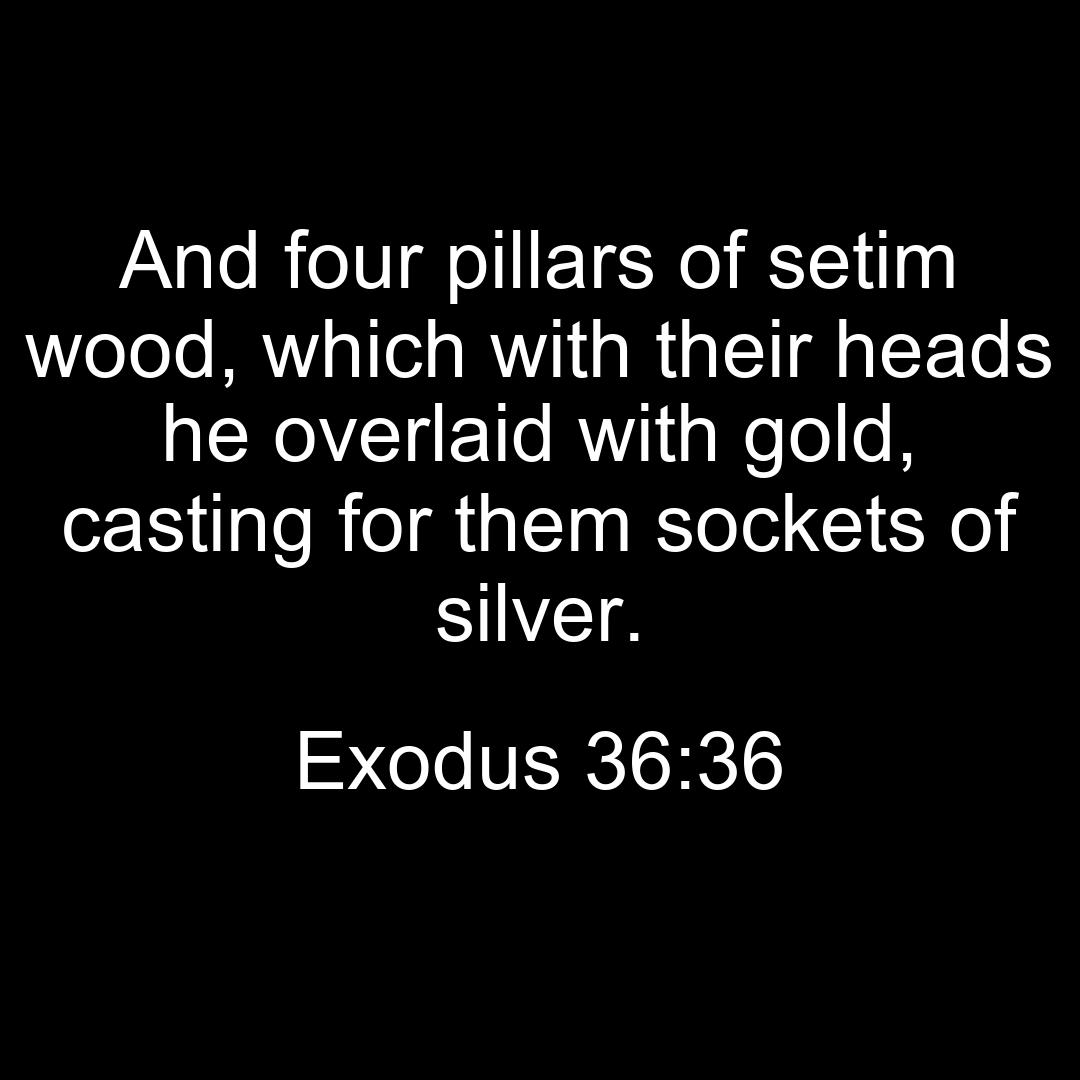 And four pillars of setim
wood, which with their heads
he overlaid with gold,
casting for them sockets of
silver.
Exodus 36:36